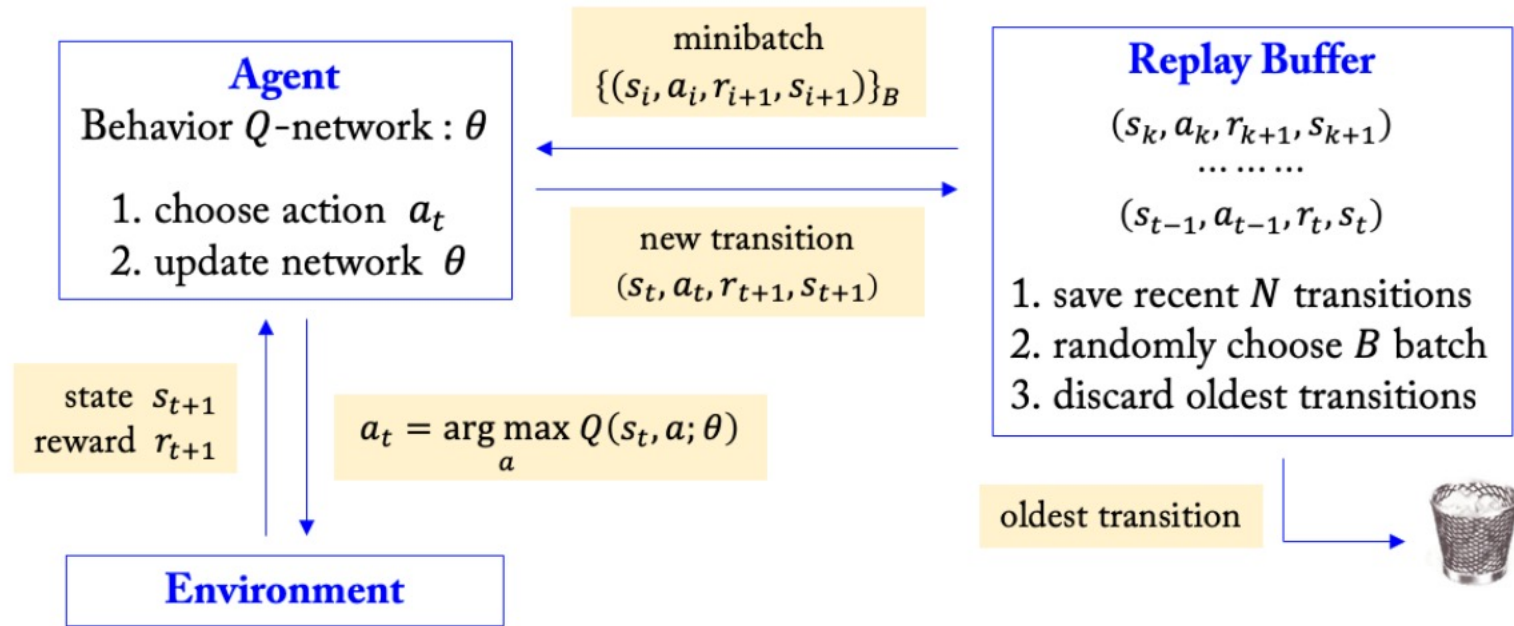 Agent
Behavior Q-network : θ
1. choose action a_t
2. update network θ
minibatch
{(s_i, a_i, r_{i+1}, s_{i+1})}_B
new transition
(s_t, a_t, r_{t+1}, s_{t+1})
Replay Buffer
(s_k, a_k, r_{k+1}, s_{k+1})
... ... ...
(s_{t−1}, a_{t−1}, r_t, s_t)
1. save recent N transitions
2. randomly choose B batch
3. discard oldest transitions
state s_{t+1}
reward r_{t+1}
a_t = arg max Q(s_t, a; θ)
a
oldest transition
Environment